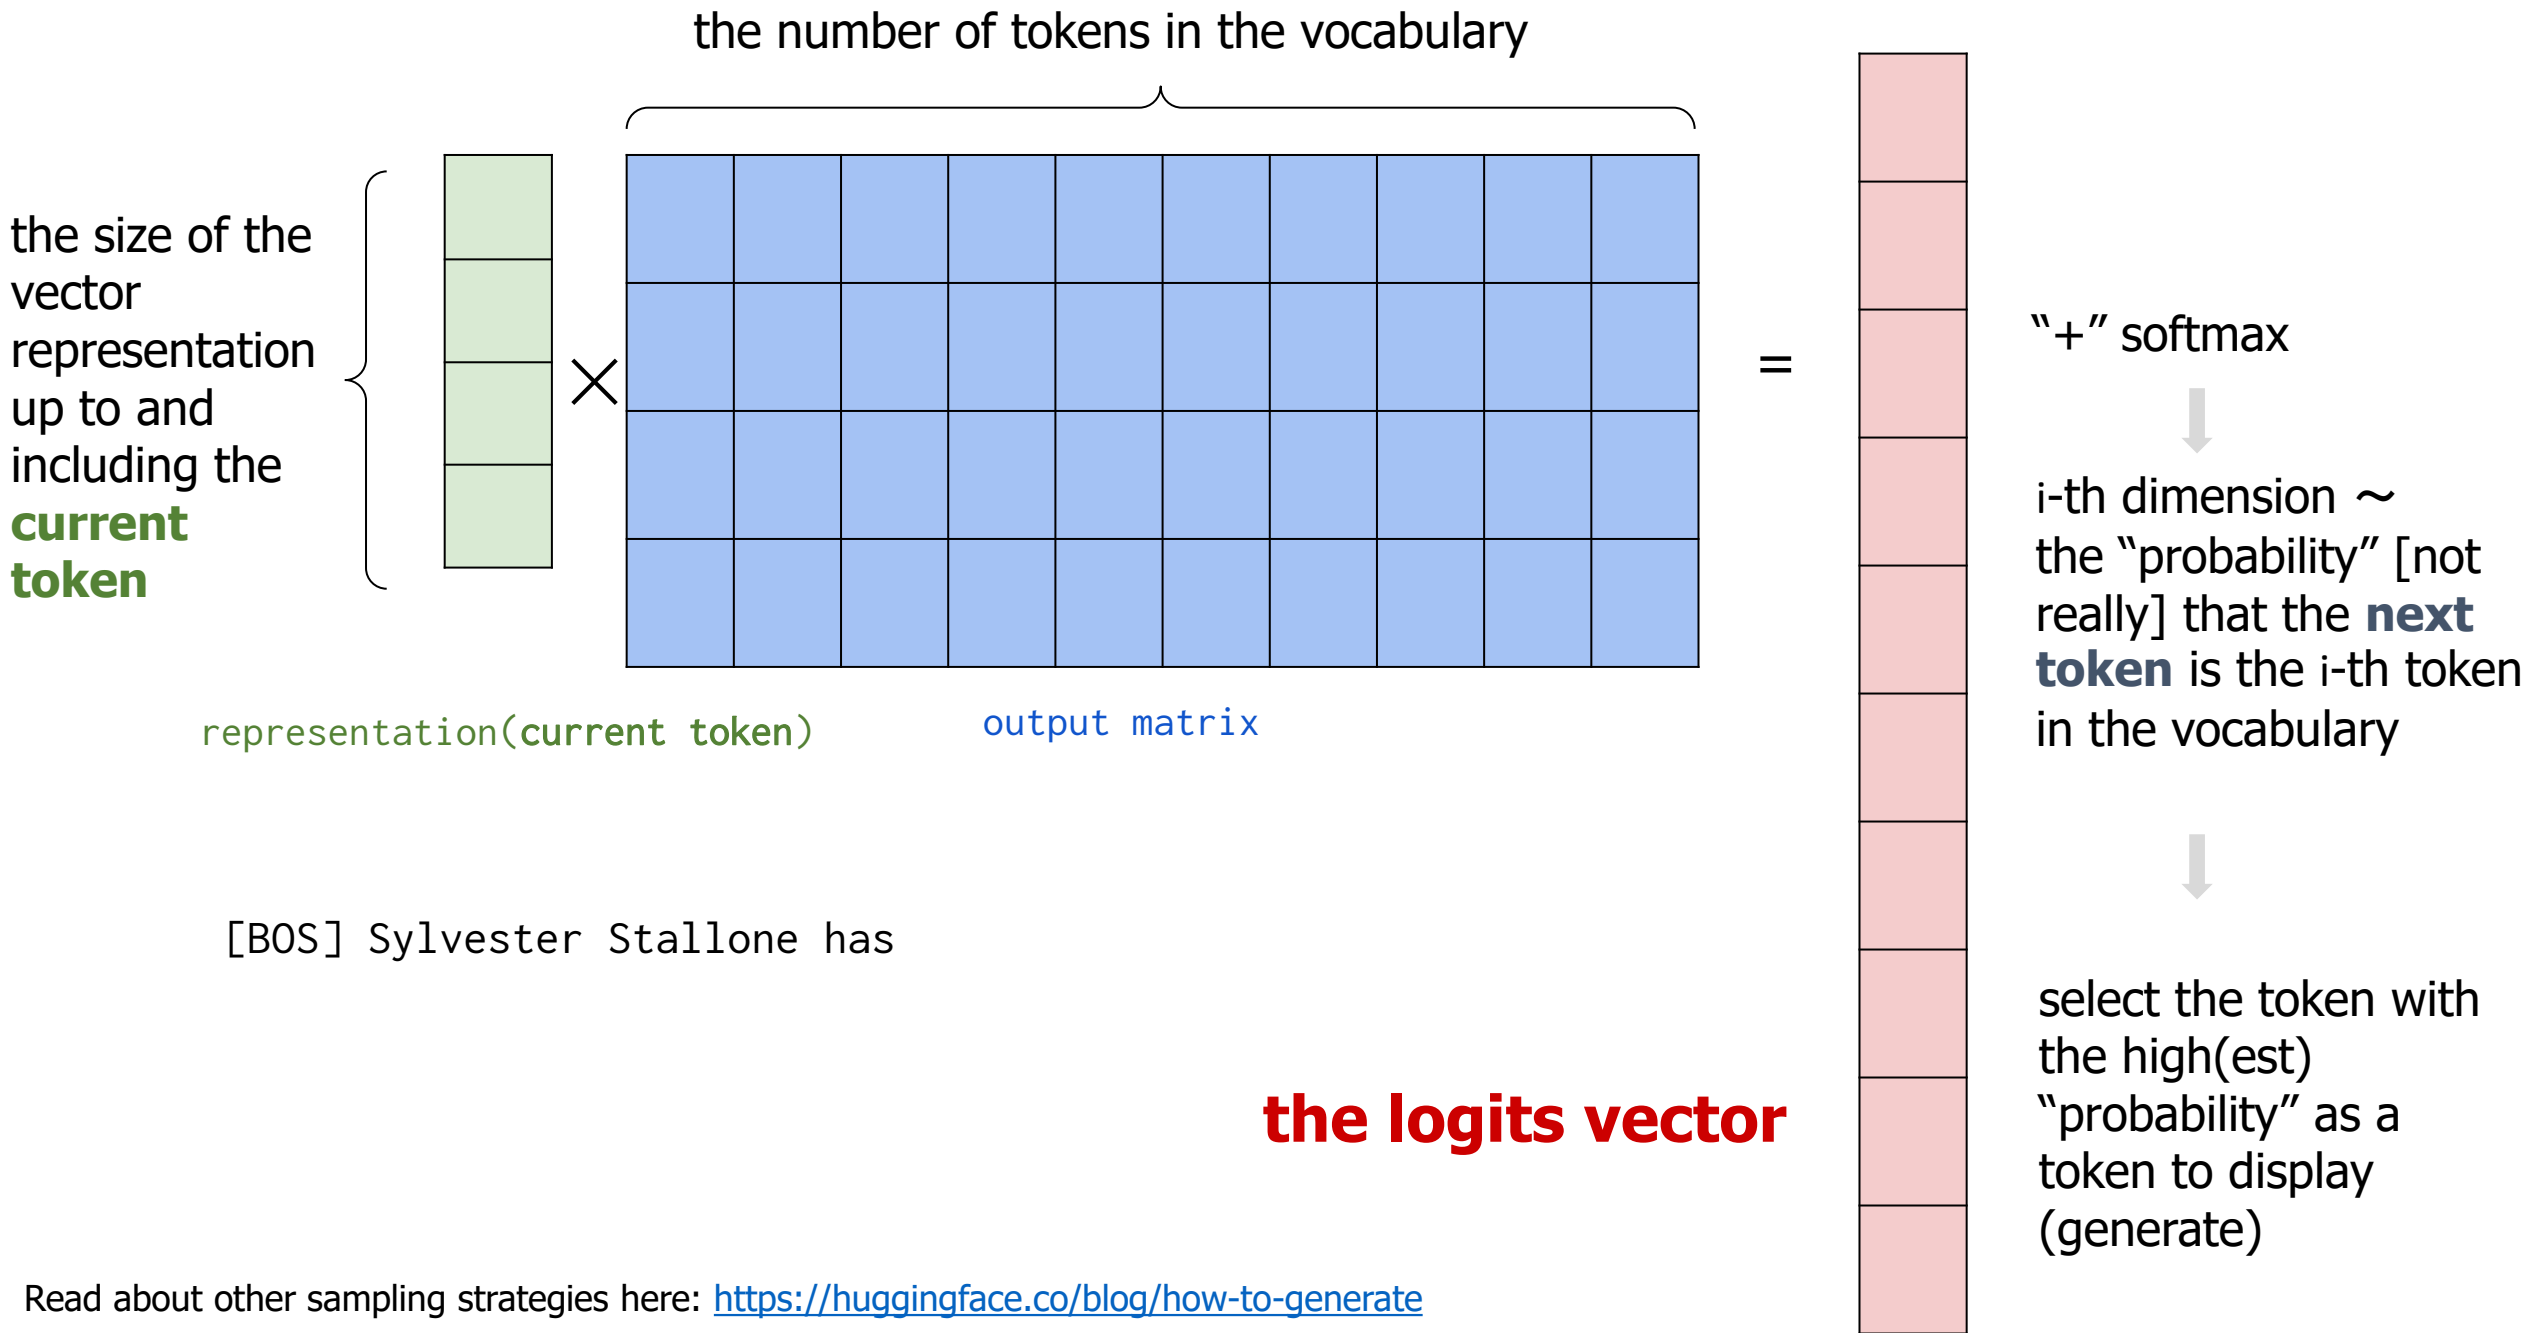 the number of tokens in the vocabulary
the size of the
vector
representation
up to and
including the
current
token
×
=
“+” softmax
i-th dimension ～
the “probability” [not
really] that the next
token is the i-th token
in the vocabulary
representation(current token)
output matrix
[BOS] Sylvester Stallone has
the logits vector
select the token with
the high(est)
“probability” as a
token to display
(generate)
Read about other sampling strategies here: https://huggingface.co/blog/how-to-generate